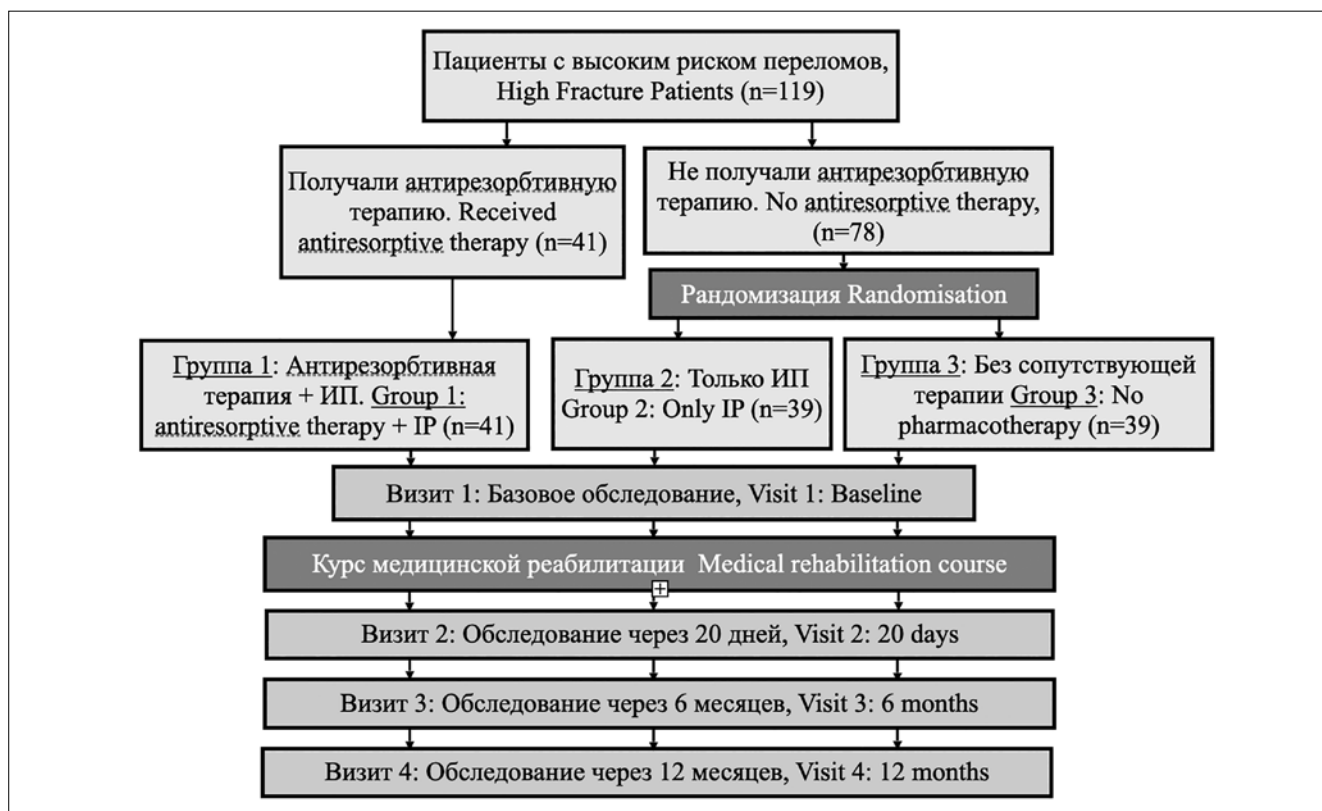 Пациенты с высоким риском переломов,
High Fracture Patients (n=119)
Получали антирезорбтивную
терапию. Received
antiresorptive therapy (n=41)
Не получали антирезорбтивную
терапию. No antiresorptive therapy,
(n=78)
Рандомизация Randomisation
Группа 1: Антирезорбтивная
терапия + ИП. Group 1:
antiresorptive therapy + IP (n=41)
Группа 2: Только ИП
Group 2: Only IP (n=39)
Группа 3: Без сопутствующей
терапии Group 3: No
pharmacotherapy (n=39)
Визит 1: Базовое обследование, Visit 1: Baseline
Курс медицинской реабилитации Medical rehabilitation course
Визит 2: Обследование через 20 дней, Visit 2: 20 days
Визит 3: Обследование через 6 месяцев, Visit 3: 6 months
Визит 4: Обследование через 12 месяцев, Visit 4: 12 months